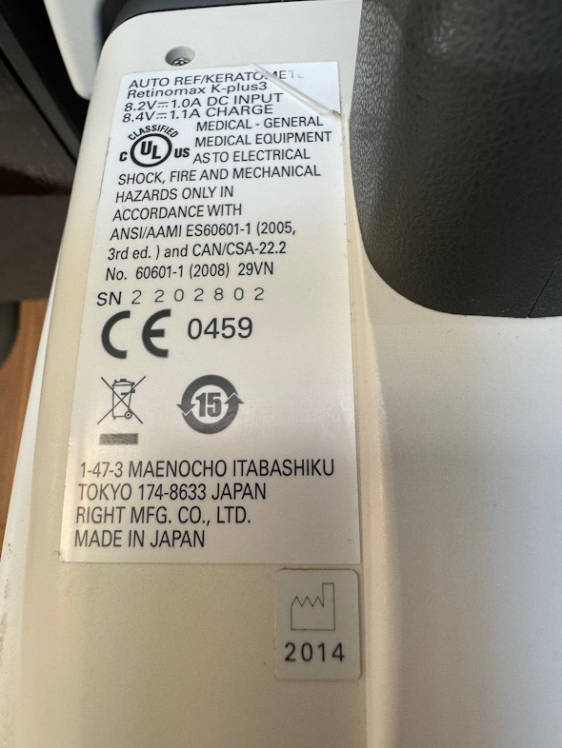 AUTO REF/KERATOMET
Retinomax K-plus3
8.2V⎓1.0A DC INPUT
8.4V⎓1.1A CHARGE
CLASSIFIED
C UL US
MEDICAL - GENERAL
MEDICAL EQUIPMENT
AS TO ELECTRICAL
SHOCK, FIRE AND MECHANICAL
HAZARDS ONLY IN
ACCORDANCE WITH
ANSI/AAMI ES60601-1 (2005,
3rd ed. ) and CAN/CSA-22.2
No. 60601-1 (2008) 29VN
SN 2202802
CE 0459
15
1-47-3 MAENOCHO ITABASHIKU
TOKYO 174-8633 JAPAN
RIGHT MFG. CO., LTD.
MADE IN JAPAN
2014